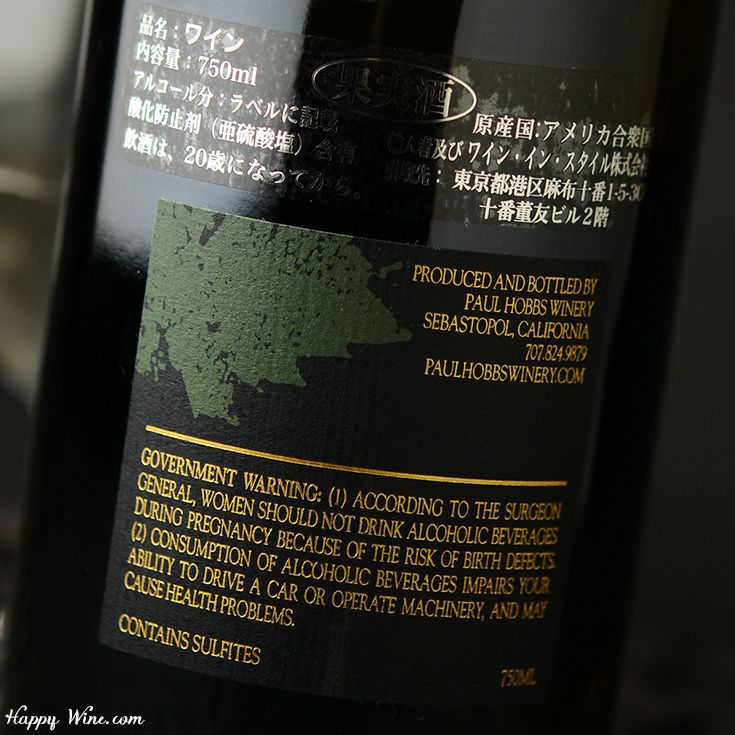 品名：ワイン
内容量：750ml
アルコール分：ラベルに記載
酸化防止剤（亜硫酸塩）含有
飲酒は、20歳になってから。
果実酒
原産国：アメリカ合衆国
輸入者及び ワイン・イン・スタイル株式会社
引取先： 東京都港区麻布十番1-5-30
十番董友ビル2階
PRODUCED AND BOTTLED BY
PAUL HOBBS WINERY
SEBASTOPOL, CALIFORNIA
707.824.9879
PAULHOBBSWINERY.COM
GOVERNMENT WARNING: (1) ACCORDING TO THE SURGEON
GENERAL, WOMEN SHOULD NOT DRINK ALCOHOLIC BEVERAGES
DURING PREGNANCY BECAUSE OF THE RISK OF BIRTH DEFECTS.
(2) CONSUMPTION OF ALCOHOLIC BEVERAGES IMPAIRS YOUR
ABILITY TO DRIVE A CAR OR OPERATE MACHINERY, AND MAY
CAUSE HEALTH PROBLEMS.
CONTAINS SULFITES
750ML
Happy Wine.com